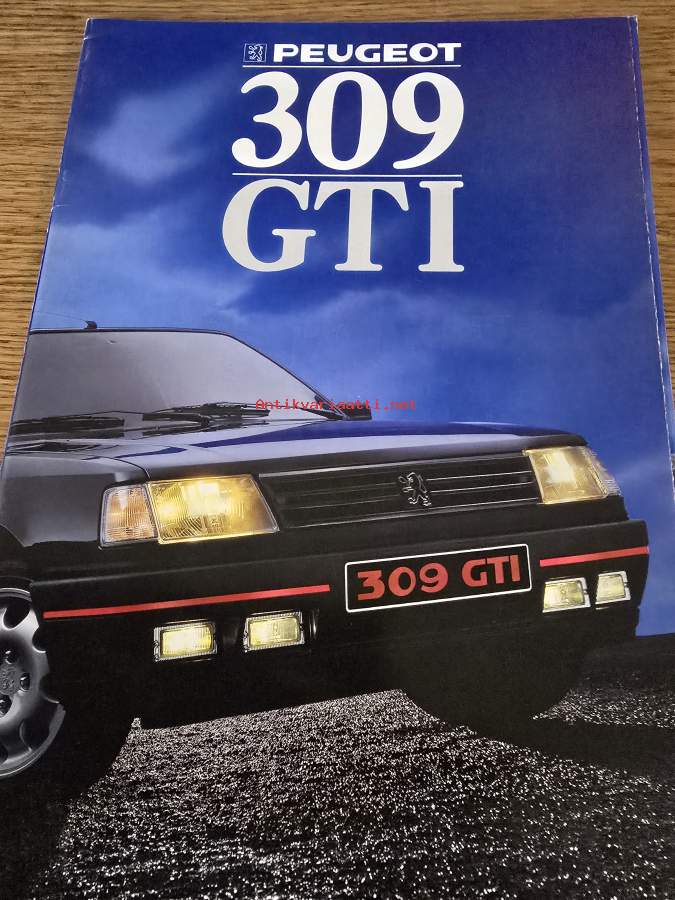 PEUGEOT
309
GTI
Antikvariaatti.net
309 GTI